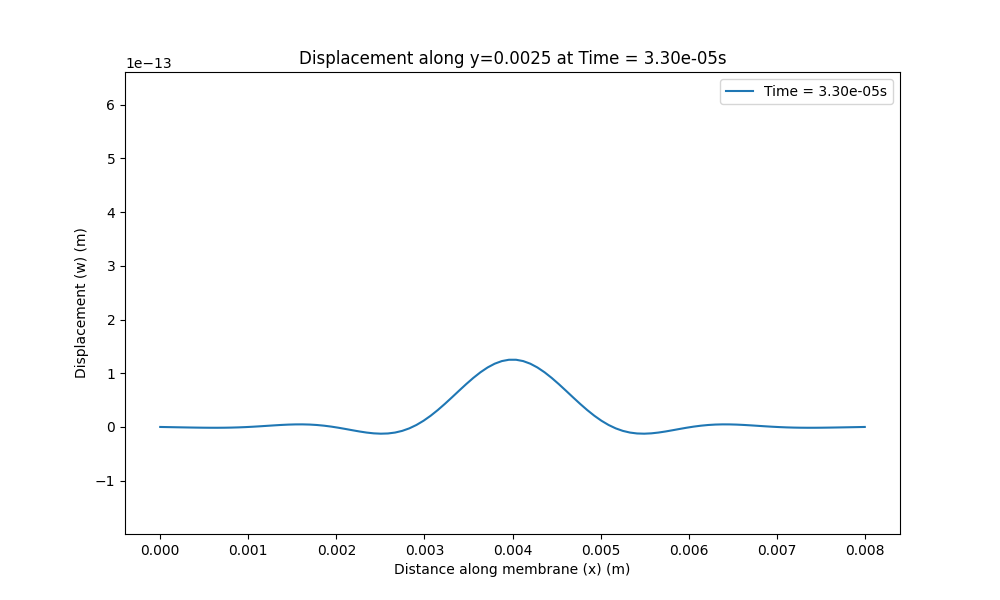 Displacement along y=0.0025 at Time = 3.30e-05s
1e−13
Time = 3.30e-05s
6
5
4
3
2
1
0
−1
Displacement (w) (m)
0.000 0.001 0.002 0.003 0.004 0.005 0.006 0.007 0.008
Distance along membrane (x) (m)